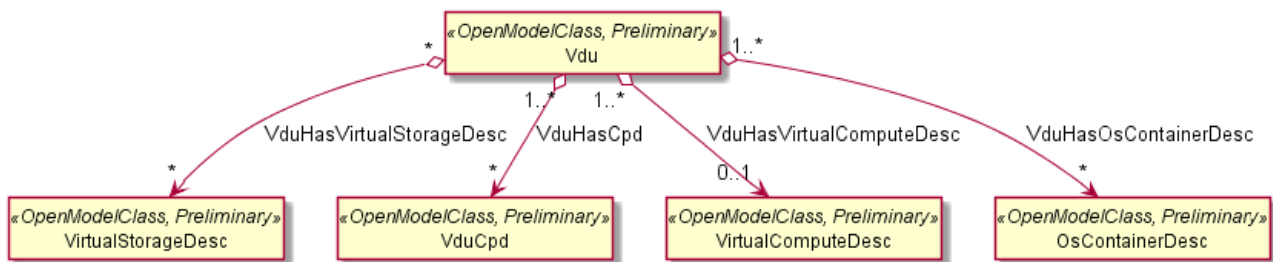 «OpenModelClass, Preliminary»
Vdu
*
1..*
1..*
1..*
VduHasVirtualStorageDesc
VduHasCpd
VduHasVirtualComputeDesc
VduHasOsContainerDesc
*
*
0..1
*
«OpenModelClass, Preliminary»
VirtualStorageDesc
«OpenModelClass, Preliminary»
VduCpd
«OpenModelClass, Preliminary»
VirtualComputeDesc
«OpenModelClass, Preliminary»
OsContainerDesc